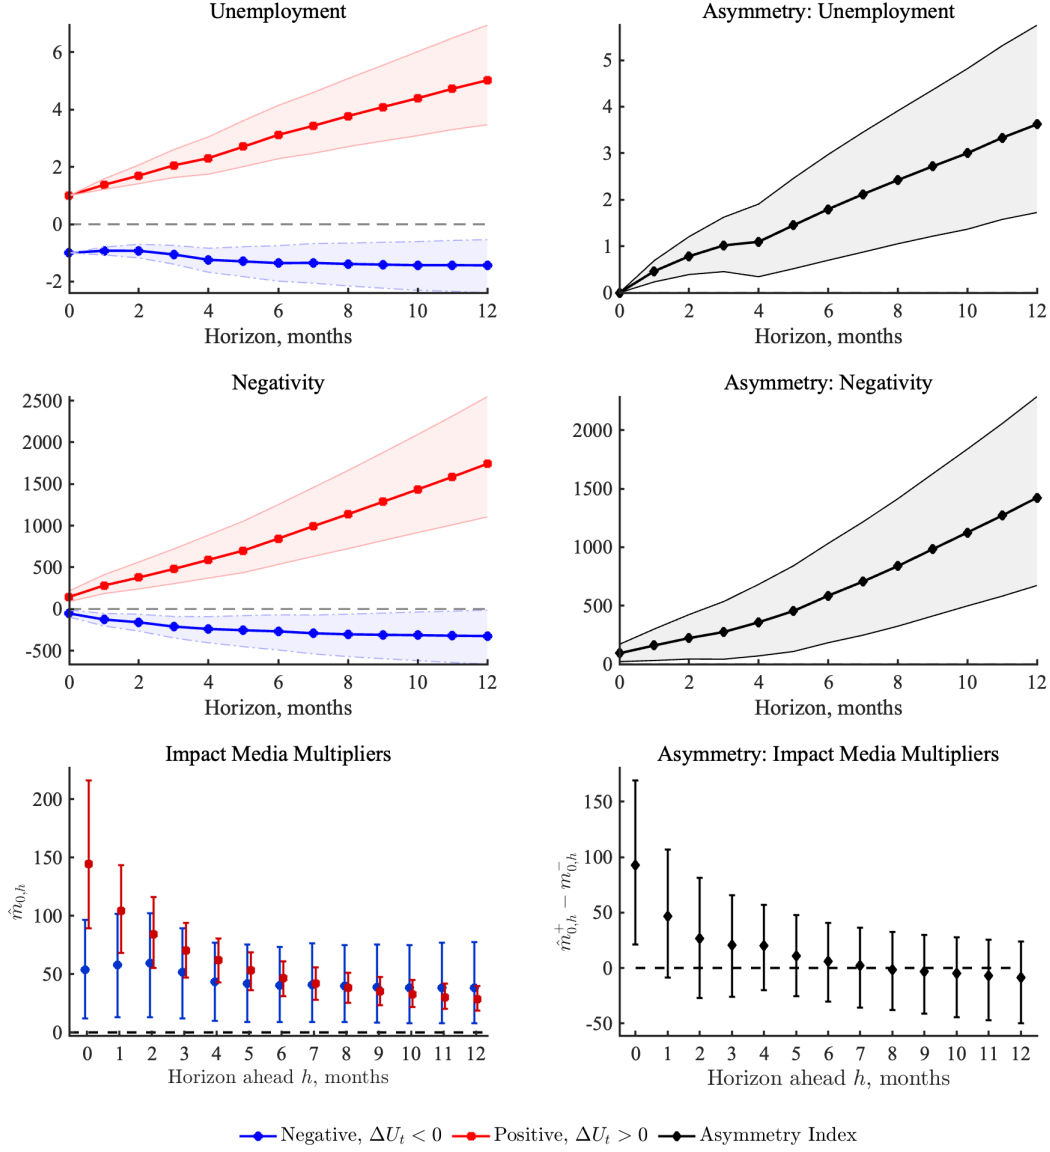 Unemployment
6
4
2
0
-2
0 2 4 6 8 10 12
Horizon, months
Asymmetry: Unemployment
5
4
3
2
1
0
0 2 4 6 8 10 12
Horizon, months
Negativity
2500
2000
1500
1000
500
0
-500
0 2 4 6 8 10 12
Horizon, months
Asymmetry: Negativity
2000
1500
1000
500
0
0 2 4 6 8 10 12
Horizon, months
Impact Media Multipliers
200
150
100
50
0
m̂₀,ₕ
0 1 2 3 4 5 6 7 8 9 10 11 12
Horizon ahead h, months
Asymmetry: Impact Media Multipliers
150
100
50
0
-50
m̂⁺₀,ₕ − m⁻₀,ₕ
0 1 2 3 4 5 6 7 8 9 10 11 12
Horizon ahead h, months
Negative, ΔUₜ < 0 Positive, ΔUₜ > 0 Asymmetry Index